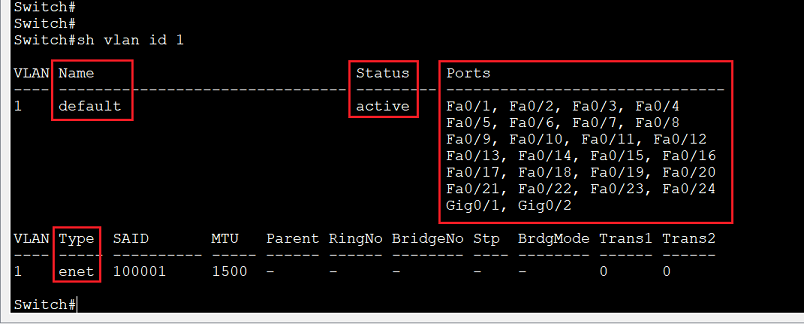 Switch#
Switch#
Switch#sh vlan id 1
VLAN Name                             Status    Ports
---- -------------------------------- --------- -------------------------------
1    default                          active    Fa0/1, Fa0/2, Fa0/3, Fa0/4
                                                Fa0/5, Fa0/6, Fa0/7, Fa0/8
                                                Fa0/9, Fa0/10, Fa0/11, Fa0/12
                                                Fa0/13, Fa0/14, Fa0/15, Fa0/16
                                                Fa0/17, Fa0/18, Fa0/19, Fa0/20
                                                Fa0/21, Fa0/22, Fa0/23, Fa0/24
                                                Gig0/1, Gig0/2
VLAN Type  SAID       MTU   Parent RingNo BridgeNo Stp  BrdgMode Trans1 Trans2
---- ----- ---------- ----- ------ ------ -------- ---- -------- ------ ------
1    enet  100001     1500  -      -      -        -    -        0      0
Switch#